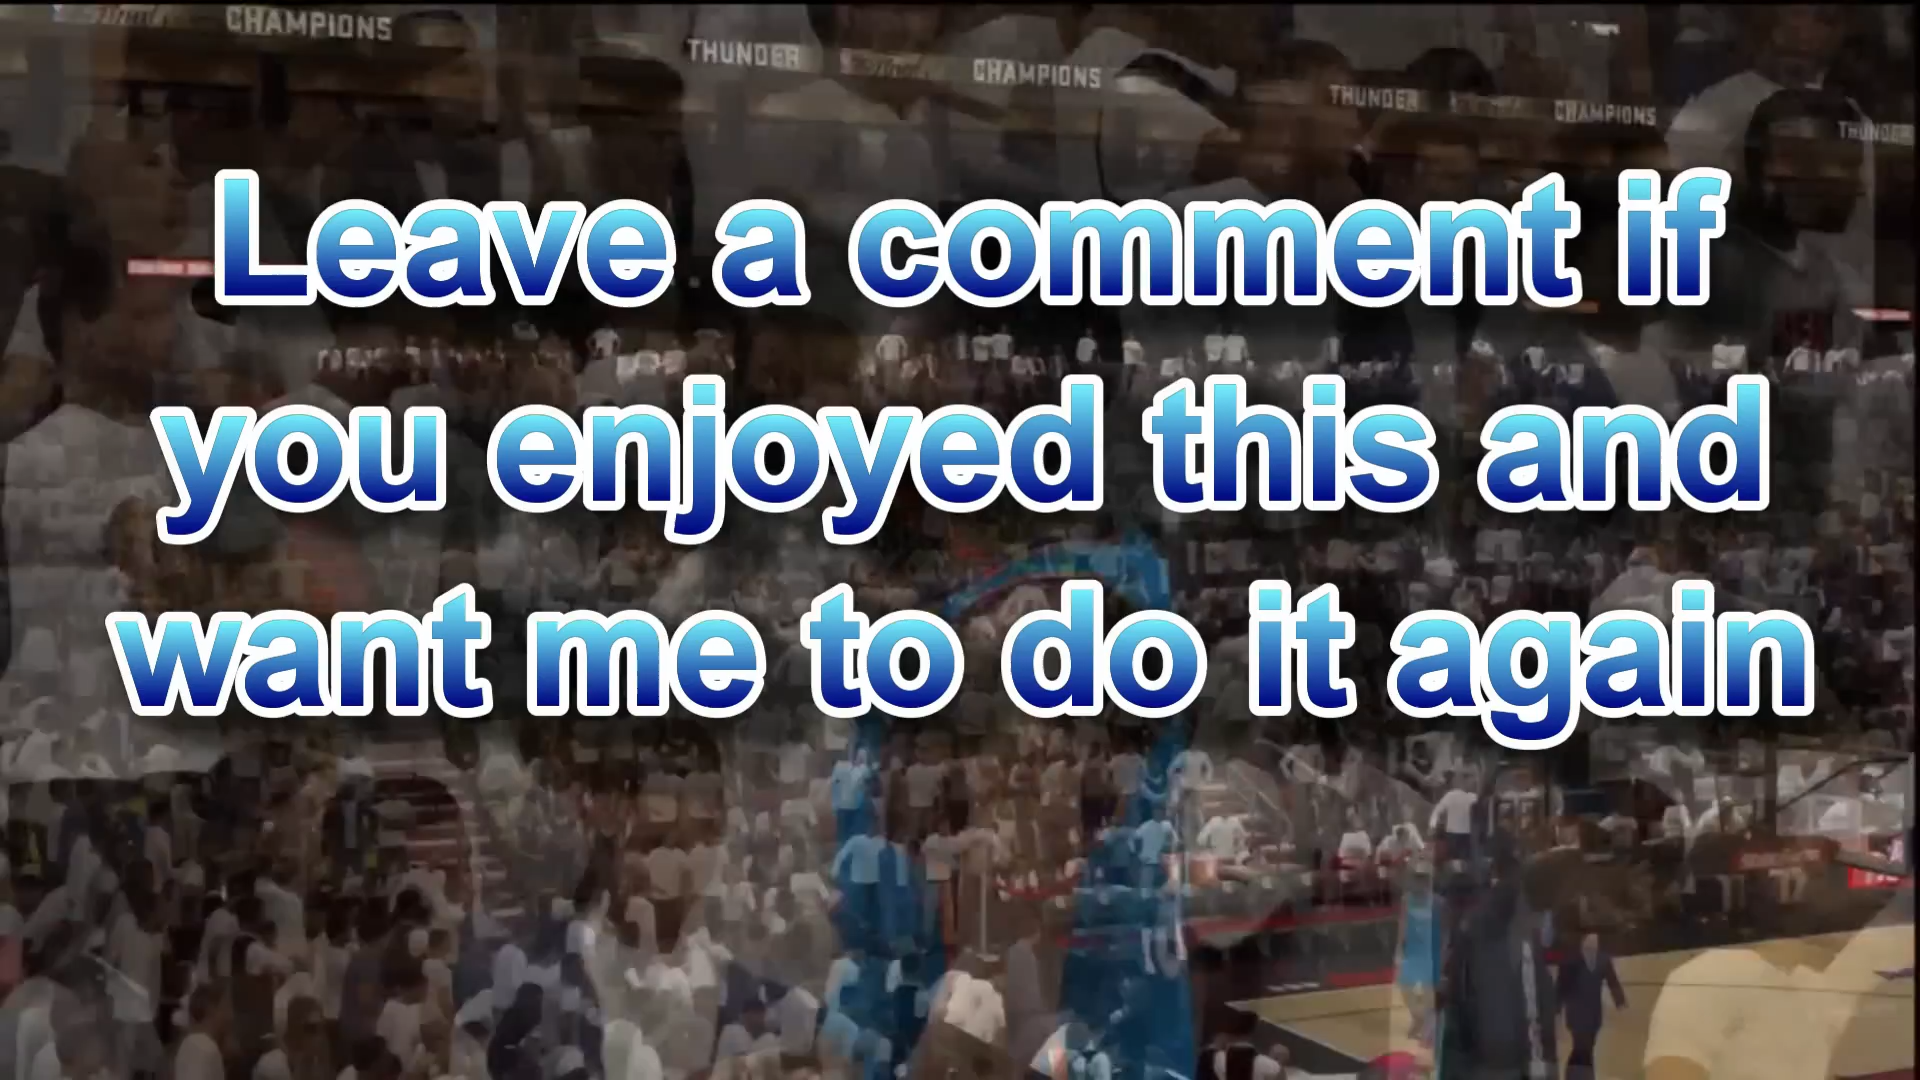 CHAMPIONS
THUNDER CHAMPIONS
THUNDER CHAMPIONS
THUNDER
Leave a comment if
you enjoyed this and
want me to do it again